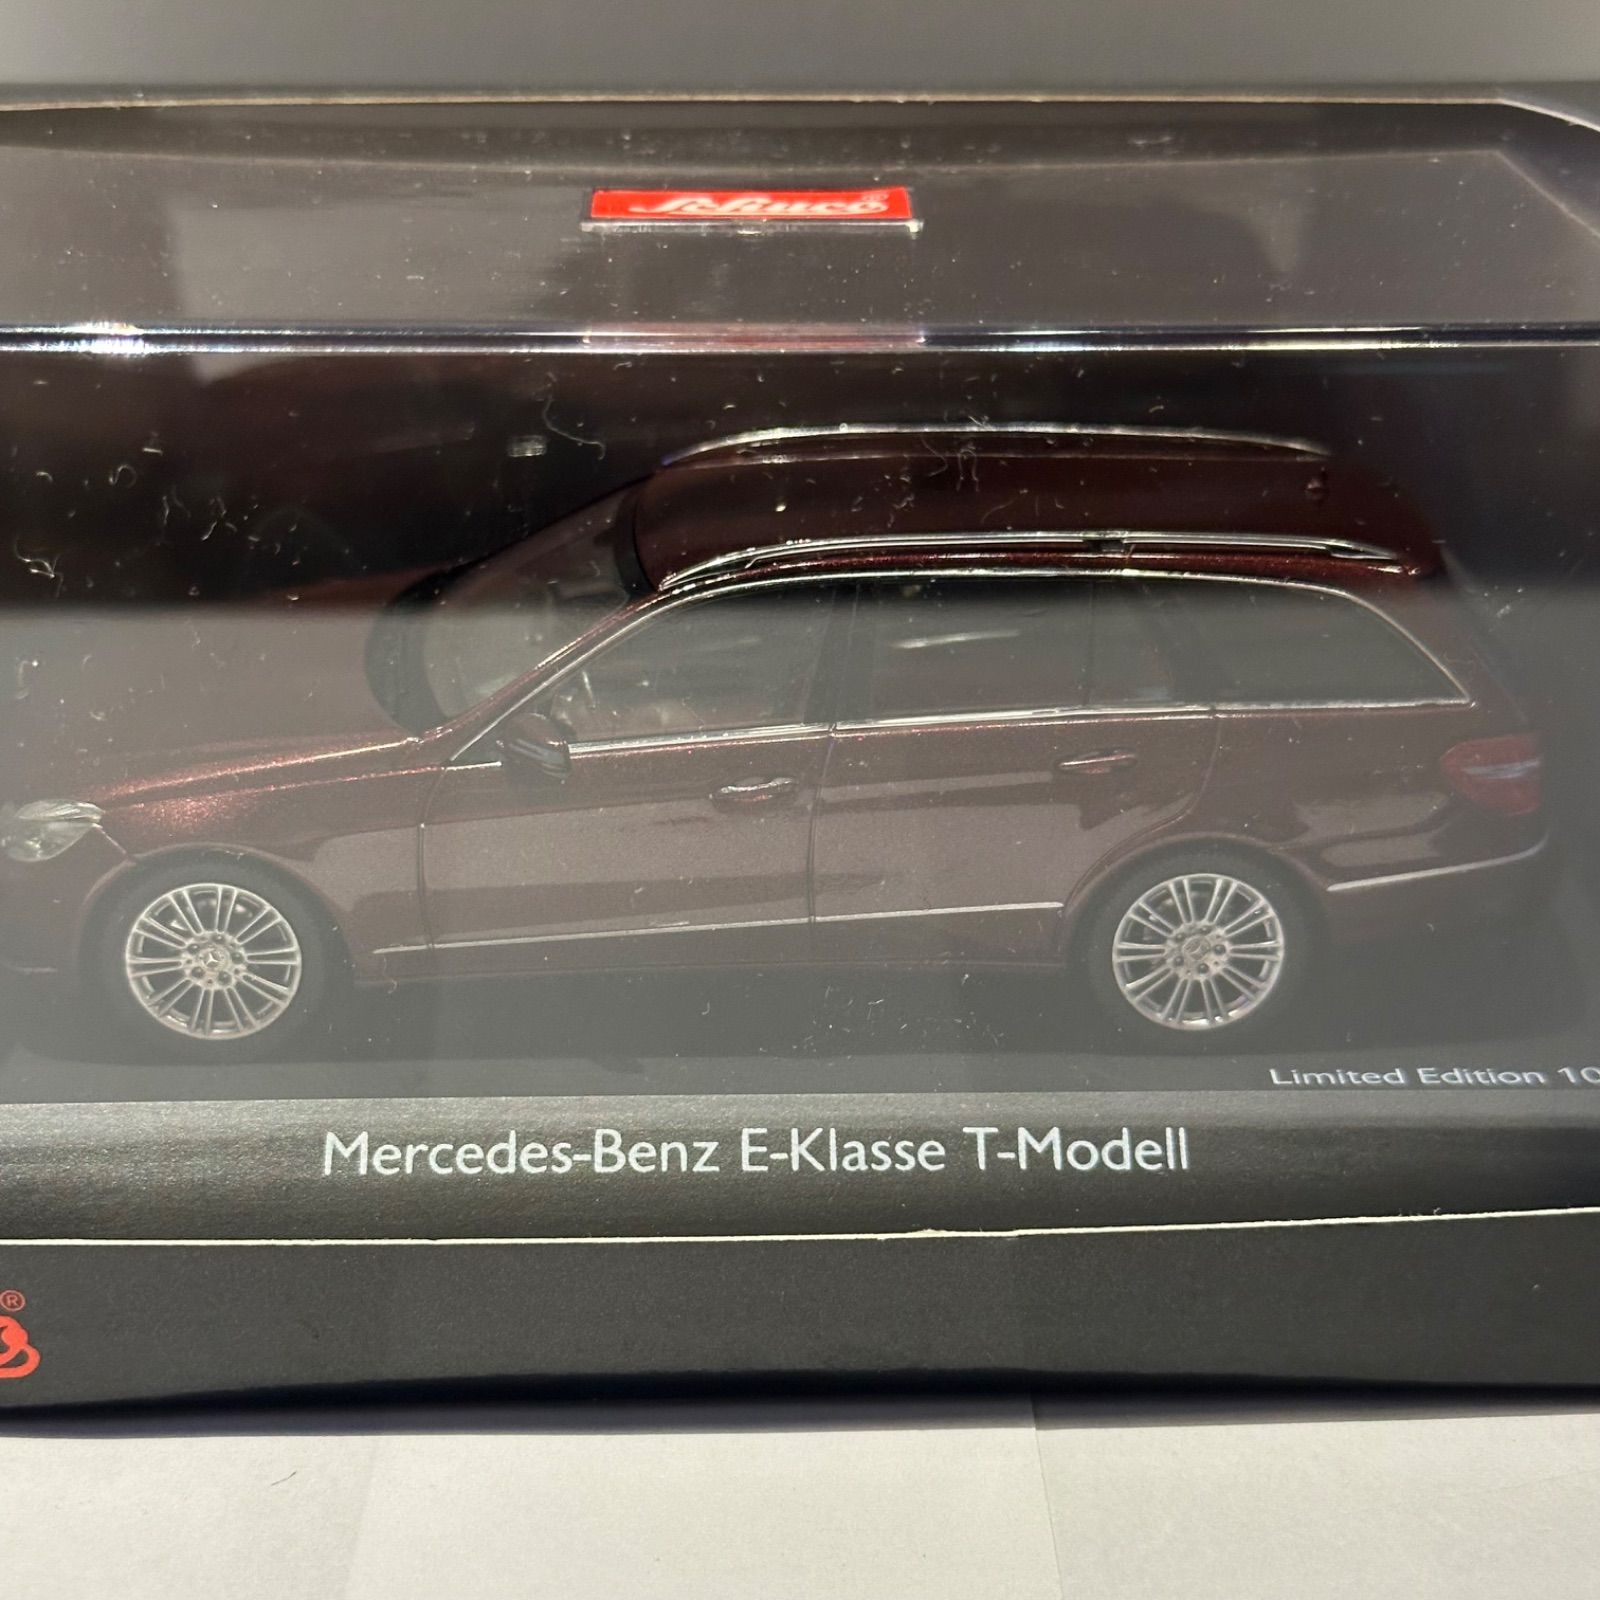 Schuco®
Limited Edition 10
Mercedes-Benz E-Klasse T-Modell
®